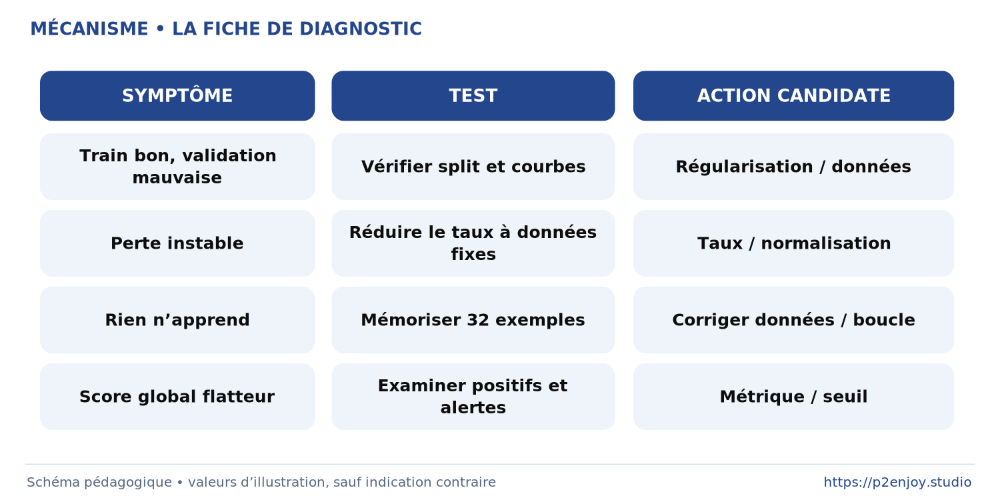 MÉCANISME • LA FICHE DE DIAGNOSTIC
SYMPTÔME
TEST
ACTION CANDIDATE
Train bon, validation
mauvaise
Vérifier split et courbes
Régularisation / données
Perte instable
Réduire le taux à données
fixes
Taux / normalisation
Rien n’apprend
Mémoriser 32 exemples
Corriger données / boucle
Score global flatteur
Examiner positifs et
alertes
Métrique / seuil
Schéma pédagogique • valeurs d’illustration, sauf indication contraire
https://p2enjoy.studio